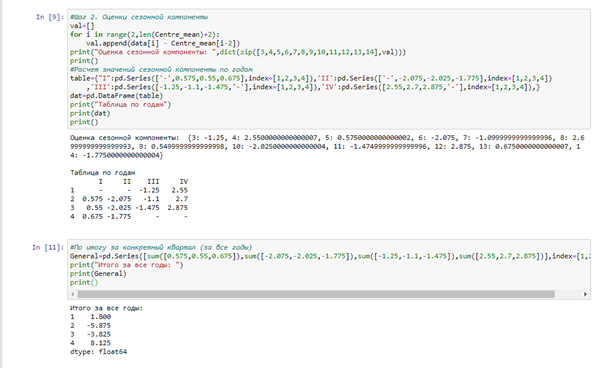 In [9]:
#Шаг 2. Оценки сезонной компоненты
val=[]
for i in range(2,len(Centre_mean)+2):
    val.append(data[i] - Centre_mean[i-2])
print("Оценка сезонной компоненты: ",dict(zip([3,4,5,6,7,8,9,10,11,12,13,14],val)))
print()
#Расчет значений сезонной компоненты по годам
table={"I":pd.Series(['-',0.575,0.55,0.675],index=[1,2,3,4]),'II':pd.Series(['-',-2.075,-2.025,-1.775],index=[1,2,3,4])
    ,'III':pd.Series([-1.25,-1.1,-1.475,'-'],index=[1,2,3,4]),'IV':pd.Series([2.55,2.7,2.875,'-'],index=[1,2,3,4]),}
dat=pd.DataFrame(table)
print("Таблица по годам")
print(dat)
print()
Оценка сезонной компоненты:  {3: -1.25, 4: 2.5500000000000007, 5: 0.5750000000000002, 6: -2.075, 7: -1.0999999999999996, 8: 2.6
999999999999993, 9: 0.5499999999999998, 10: -2.0250000000000004, 11: -1.4749999999999996, 12: 2.875, 13: 0.6750000000000007, 1
4: -1.7750000000000004}
Таблица по годам
I II III IV
1 - - -1.25 2.55
2 0.575 -2.075 -1.1 2.7
3 0.55 -2.025 -1.475 2.875
4 0.675 -1.775 - -
In [11]:
#По итогу за конкретный квартал (за все годы)
General=pd.Series([sum([0.575,0.55,0.675]),sum([-2.075,-2.025,-1.775]),sum([-1.25,-1.1,-1.475]),sum([2.55,2.7,2.875])],index=[1,2
print("Итого за все годы: ")
print(General)
print()
Итого за все годы:
1 1.800
2 -5.875
3 -3.825
4 8.125
dtype: float64